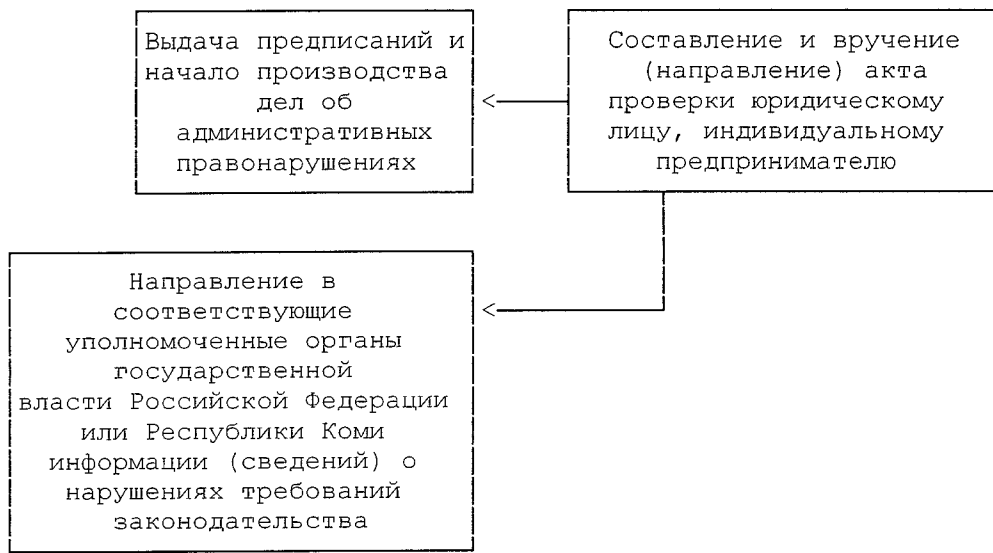 Выдача предписаний и
начало производства
дел об
административных
правонарушениях
Составление и вручение
(направление) акта
проверки юридическому
лицу, индивидуальному
предпринимателю
Направление в
соответствующие
уполномоченные органы
государственной
власти Российской Федерации
или Республики Коми
информации (сведений) о
нарушениях требований
законодательства